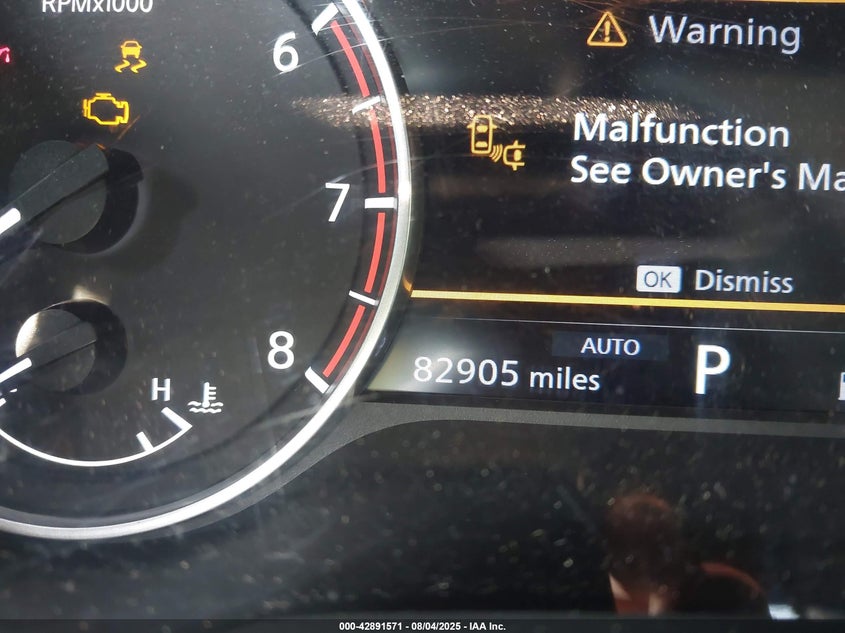 RPMx1000
6
7
8
H
Warning
Malfunction
See Owner's Ma
OK Dismiss
AUTO
82905 miles
P
000-42891571 - 08/04/2025 - IAA Inc.